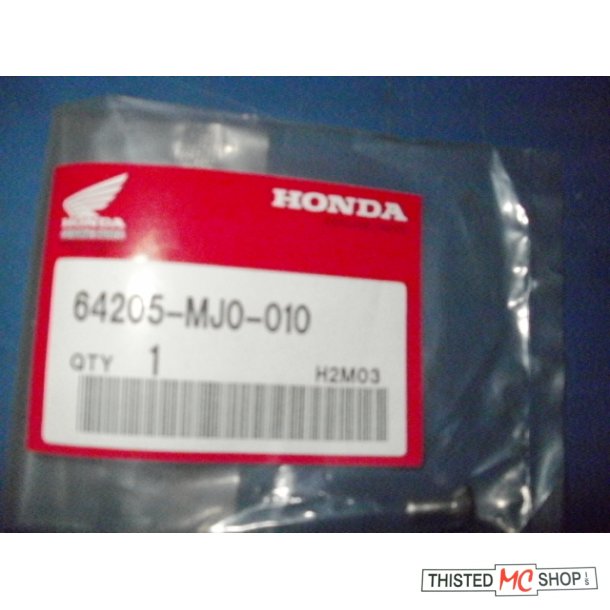 HONDA
HONDA
64205-MJ0-010
QTY 1
H2M03
THISTED MC SHOP I/S